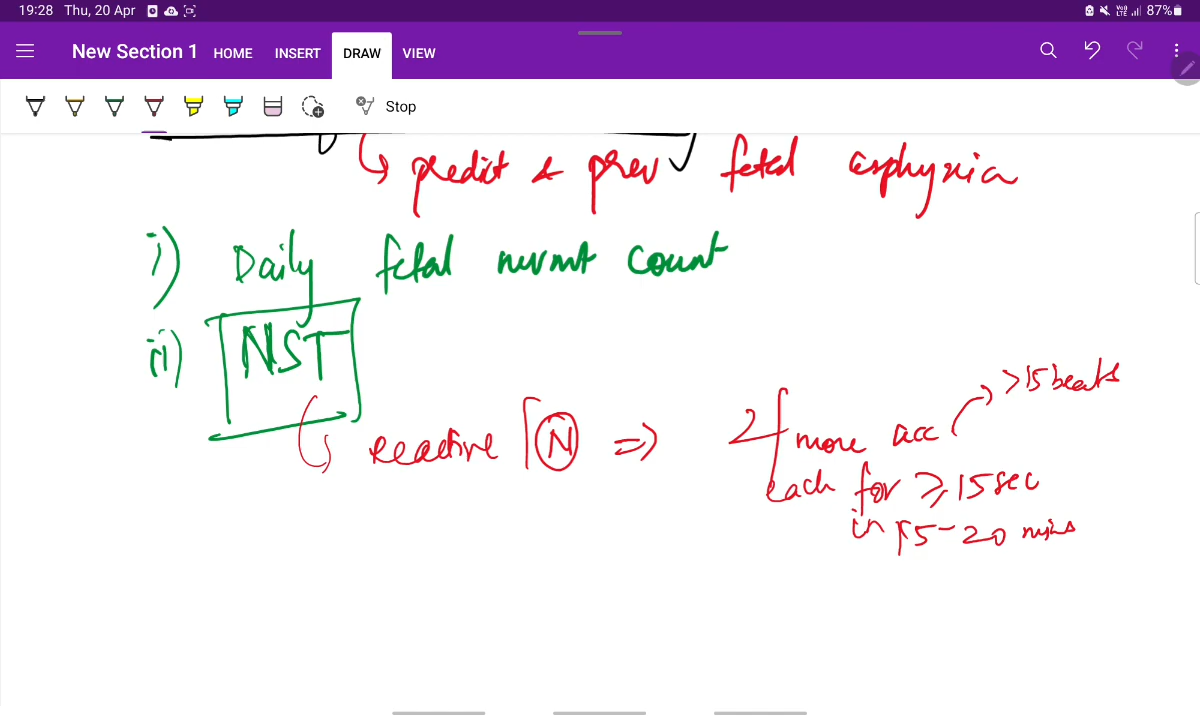 19:28 Thu, 20 Apr 87%
New Section 1 HOME INSERT DRAW VIEW
Stop
↳ predict & prev fetal asphyxia
i) Daily fetal mvmt count
ii) NST
>15 beats
↳ reactive (N) => 2 / more acc
each for ≥ 15 sec
in 15-20 mins